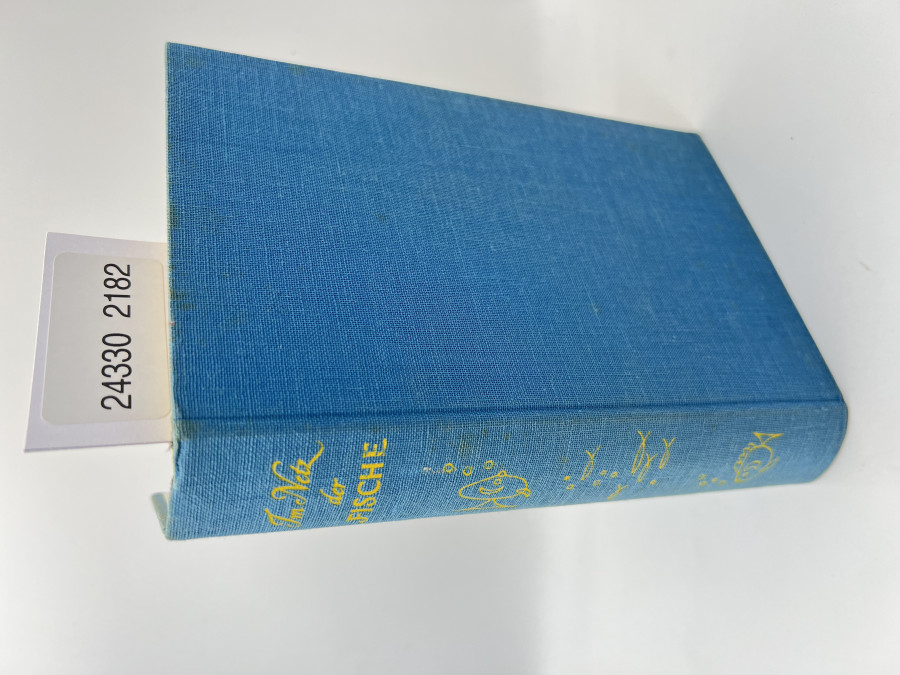 24330 2182
Im Netz
der
FISCHE